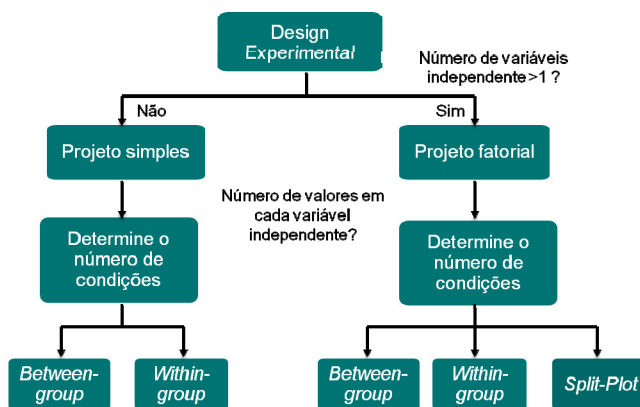 Design
Experimental
Número de variáveis
independente>1 ?
Não
Sim
Projeto simples
Projeto fatorial
Número de valores em
cada variável
independente?
Determine o
número de
condições
Determine o
número de
condições
Between-
group
Within-
group
Between-
group
Within-
group
Split-Plot